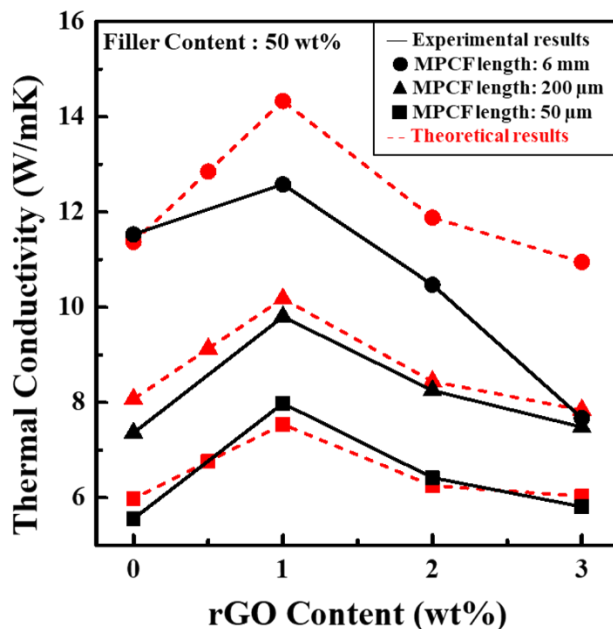 Thermal Conductivity (W/mK)
16
14
12
10
8
6
Filler Content : 50 wt%
Experimental results
MPCF length: 6 mm
MPCF length: 200 μm
MPCF length: 50 μm
Theoretical results
0 1 2 3
rGO Content (wt%)